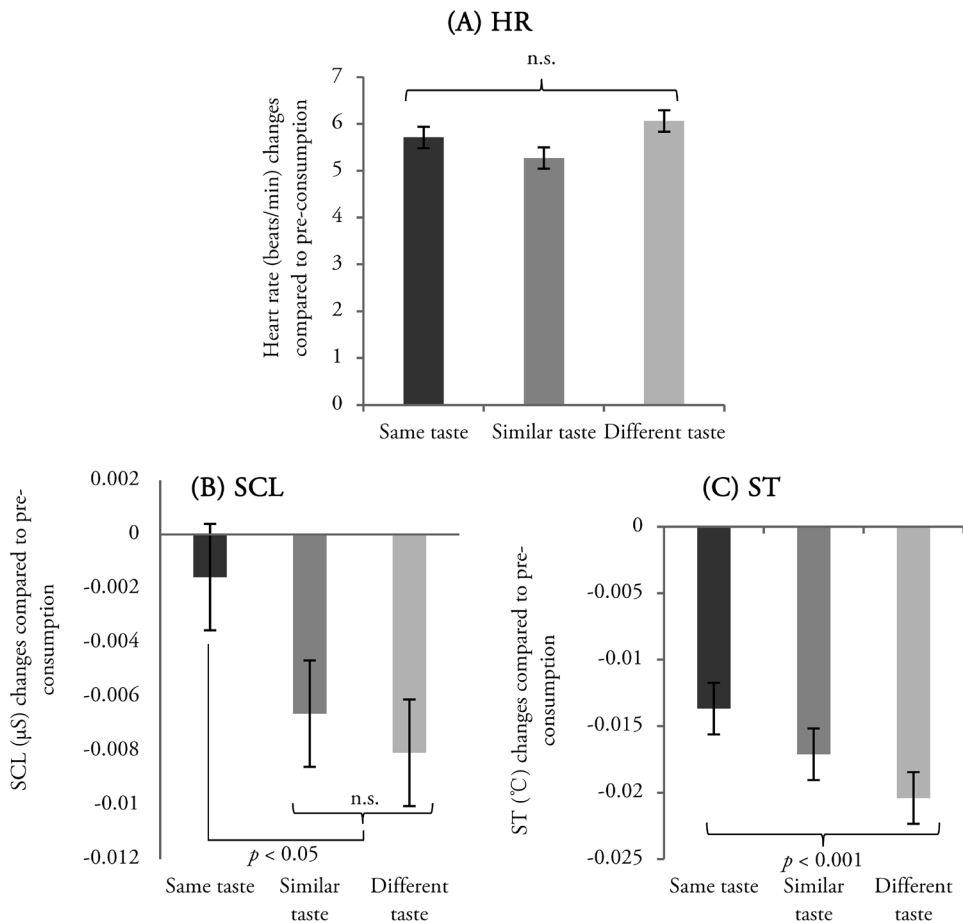 (A) HR
n.s.
Heart rate (beats/min) changes
compared to pre-consumption
7
6
5
4
3
2
1
0
Same taste
Similar taste
Different taste
(B) SCL
SCL (μS) changes compared to pre-
consumption
0.002
0
-0.002
-0.004
-0.006
-0.008
-0.01
-0.012
n.s.
p < 0.05
Same taste
Similar
taste
Different
taste
(C) ST
ST (℃) changes compared to pre-
consumption
0
-0.005
-0.01
-0.015
-0.02
-0.025
p < 0.001
Same taste
Similar
taste
Different
taste